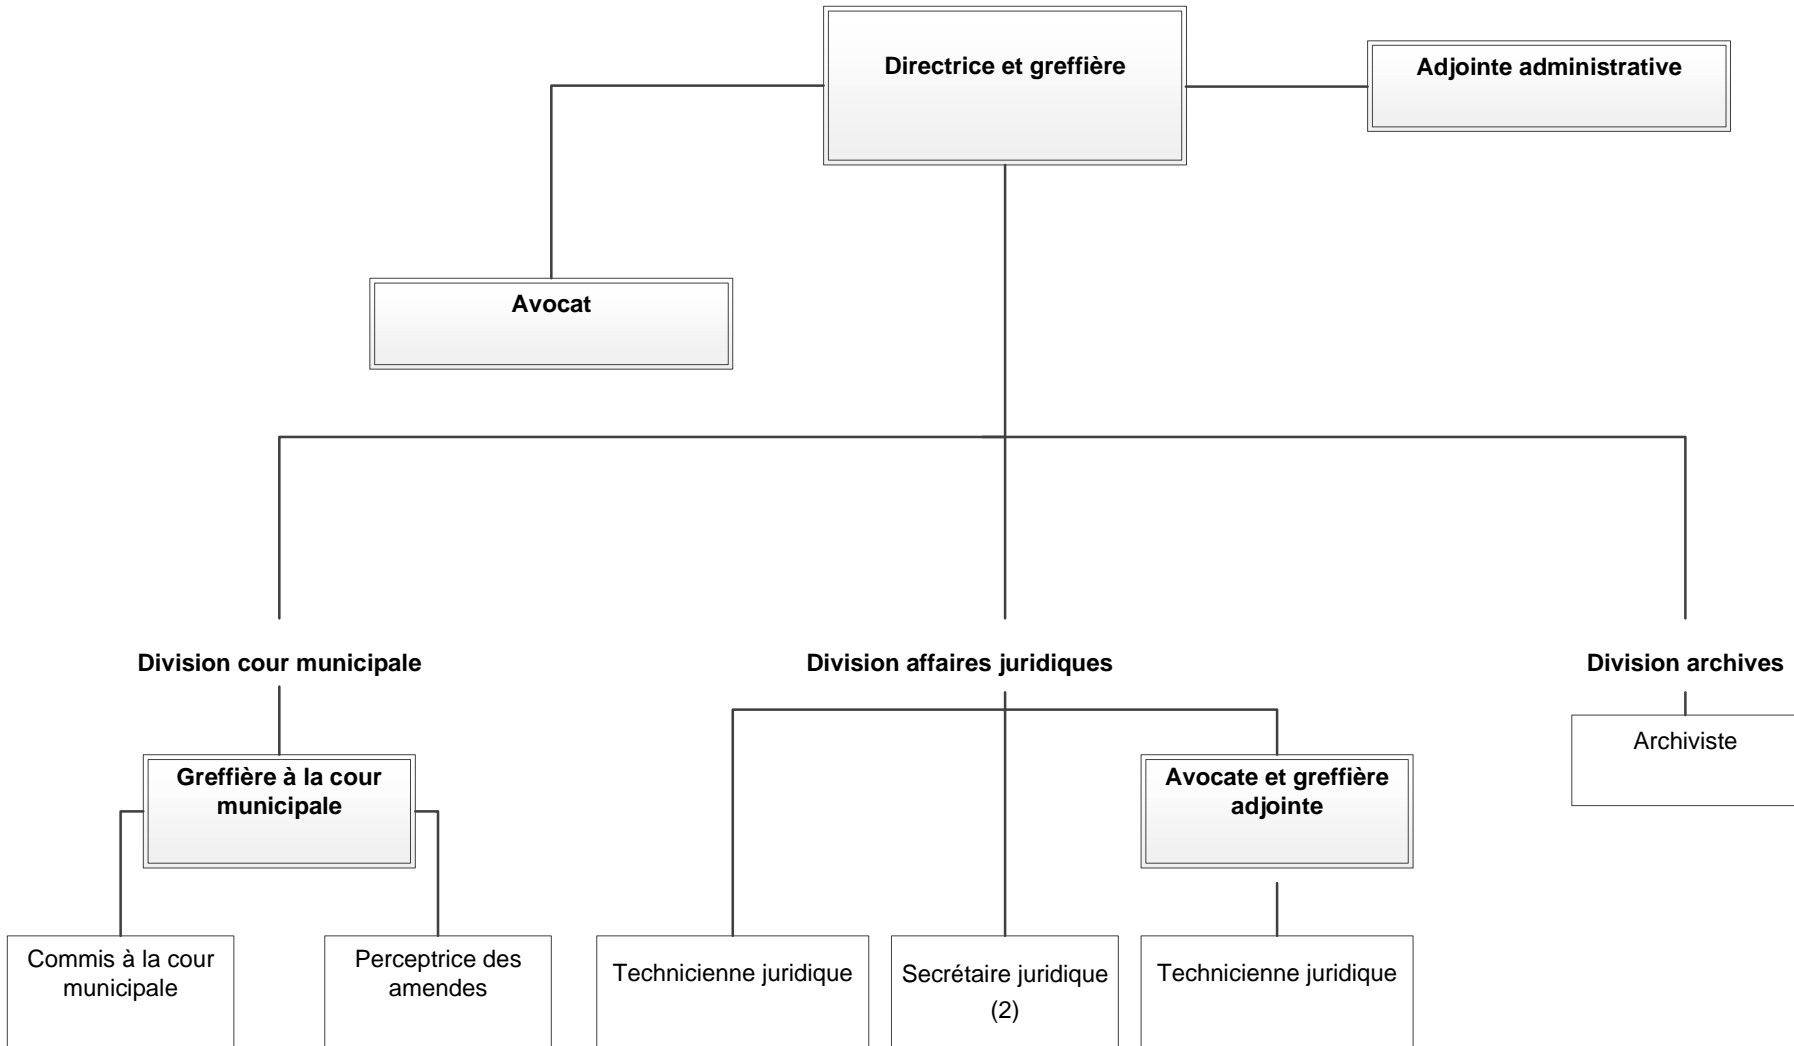 Directrice et greffière
Adjointe administrative
Avocat
Division cour municipale
Division affaires juridiques
Division archives
Greffière à la cour
municipale
Avocate et greffière
adjointe
Archiviste
Commis à la cour
municipale
Perceptrice des
amendes
Technicienne juridique
Secrétaire juridique
(2)
Technicienne juridique